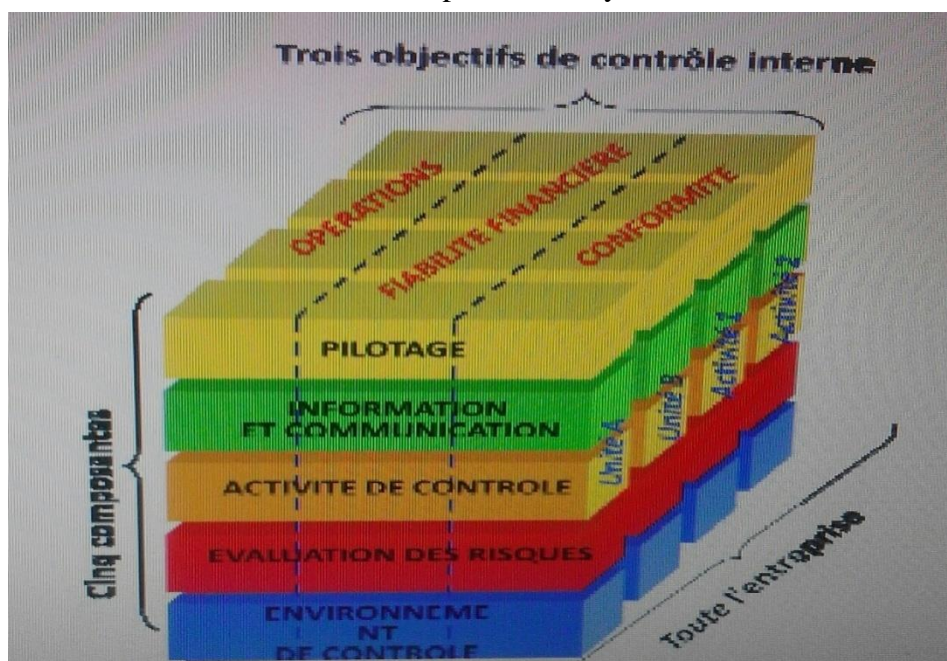 Trois objectifs de contrôle interne
OPERATIONS
FIABILITE FINANCIERE
CONFORMITE
PILOTAGE
INFORMATION
ET COMMUNICATION
ACTIVITE DE CONTROLE
EVALUATION DES RISQUES
ENVIRONNEME
NT
DE CONTROLE
Unité A
Unité B
Activité 1
Activité 2
Cinq composantes
Toute l'entreprise